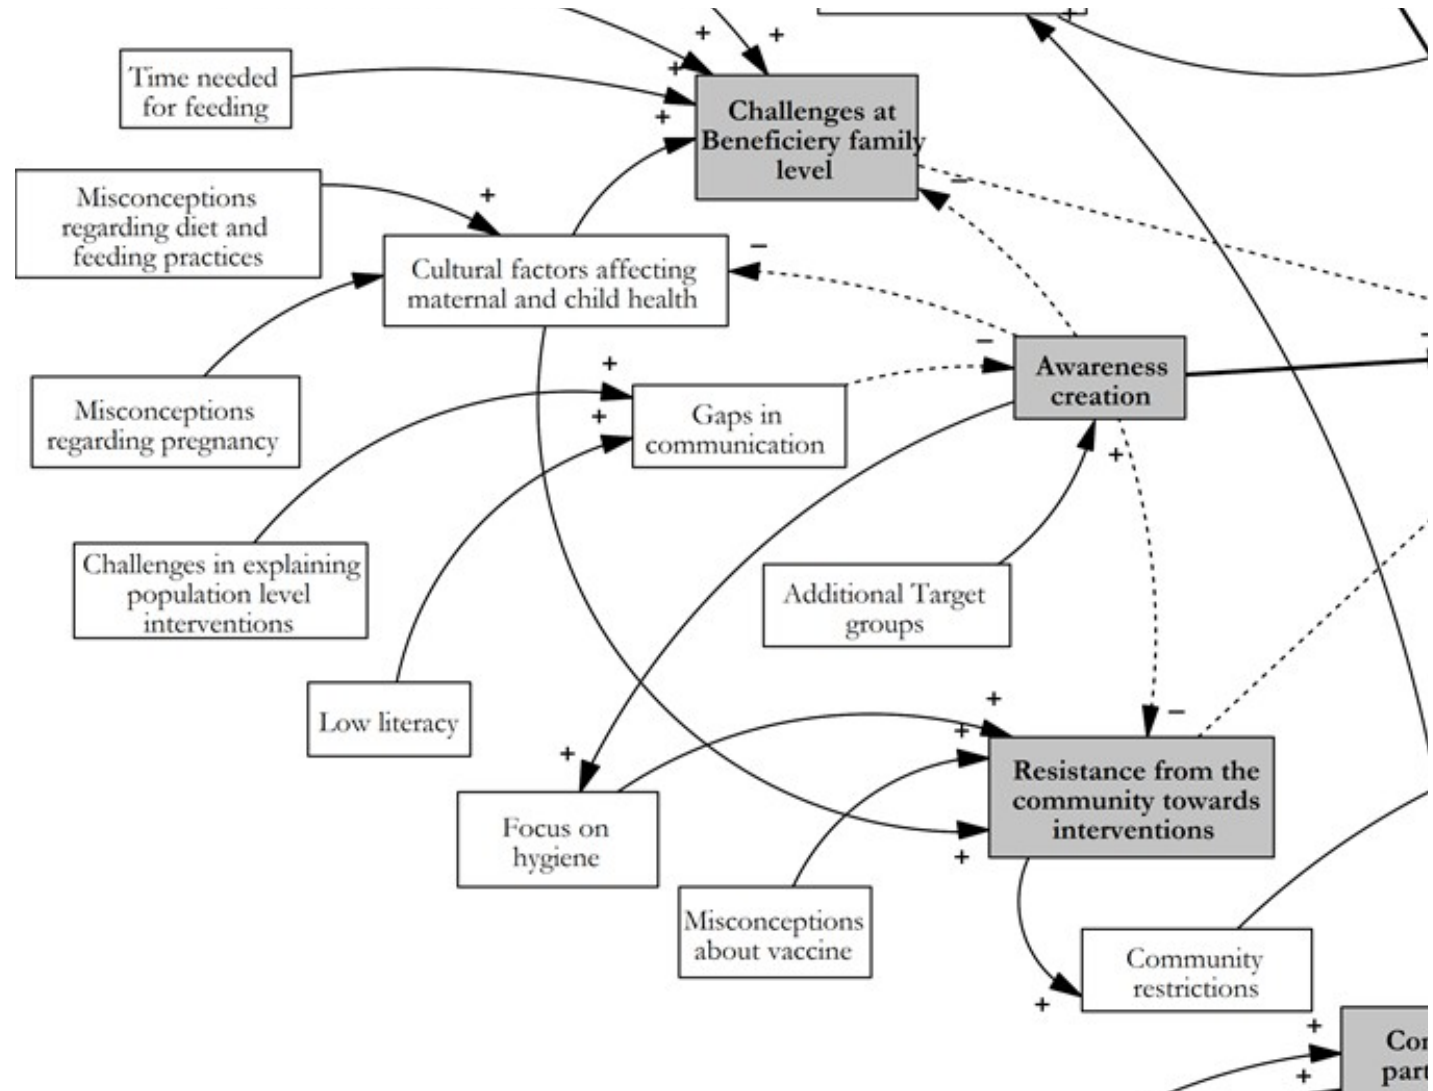 Time needed
for feeding
Challenges at
Beneficiery family
level
Misconceptions
regarding diet and
feeding practices
Cultural factors affecting
maternal and child health
Awareness
creation
Misconceptions
regarding pregnancy
Gaps in
communication
Challenges in explaining
population level
interventions
Additional Target
groups
Low literacy
Resistance from the
community towards
interventions
Focus on
hygiene
Misconceptions
about vaccine
Community
restrictions